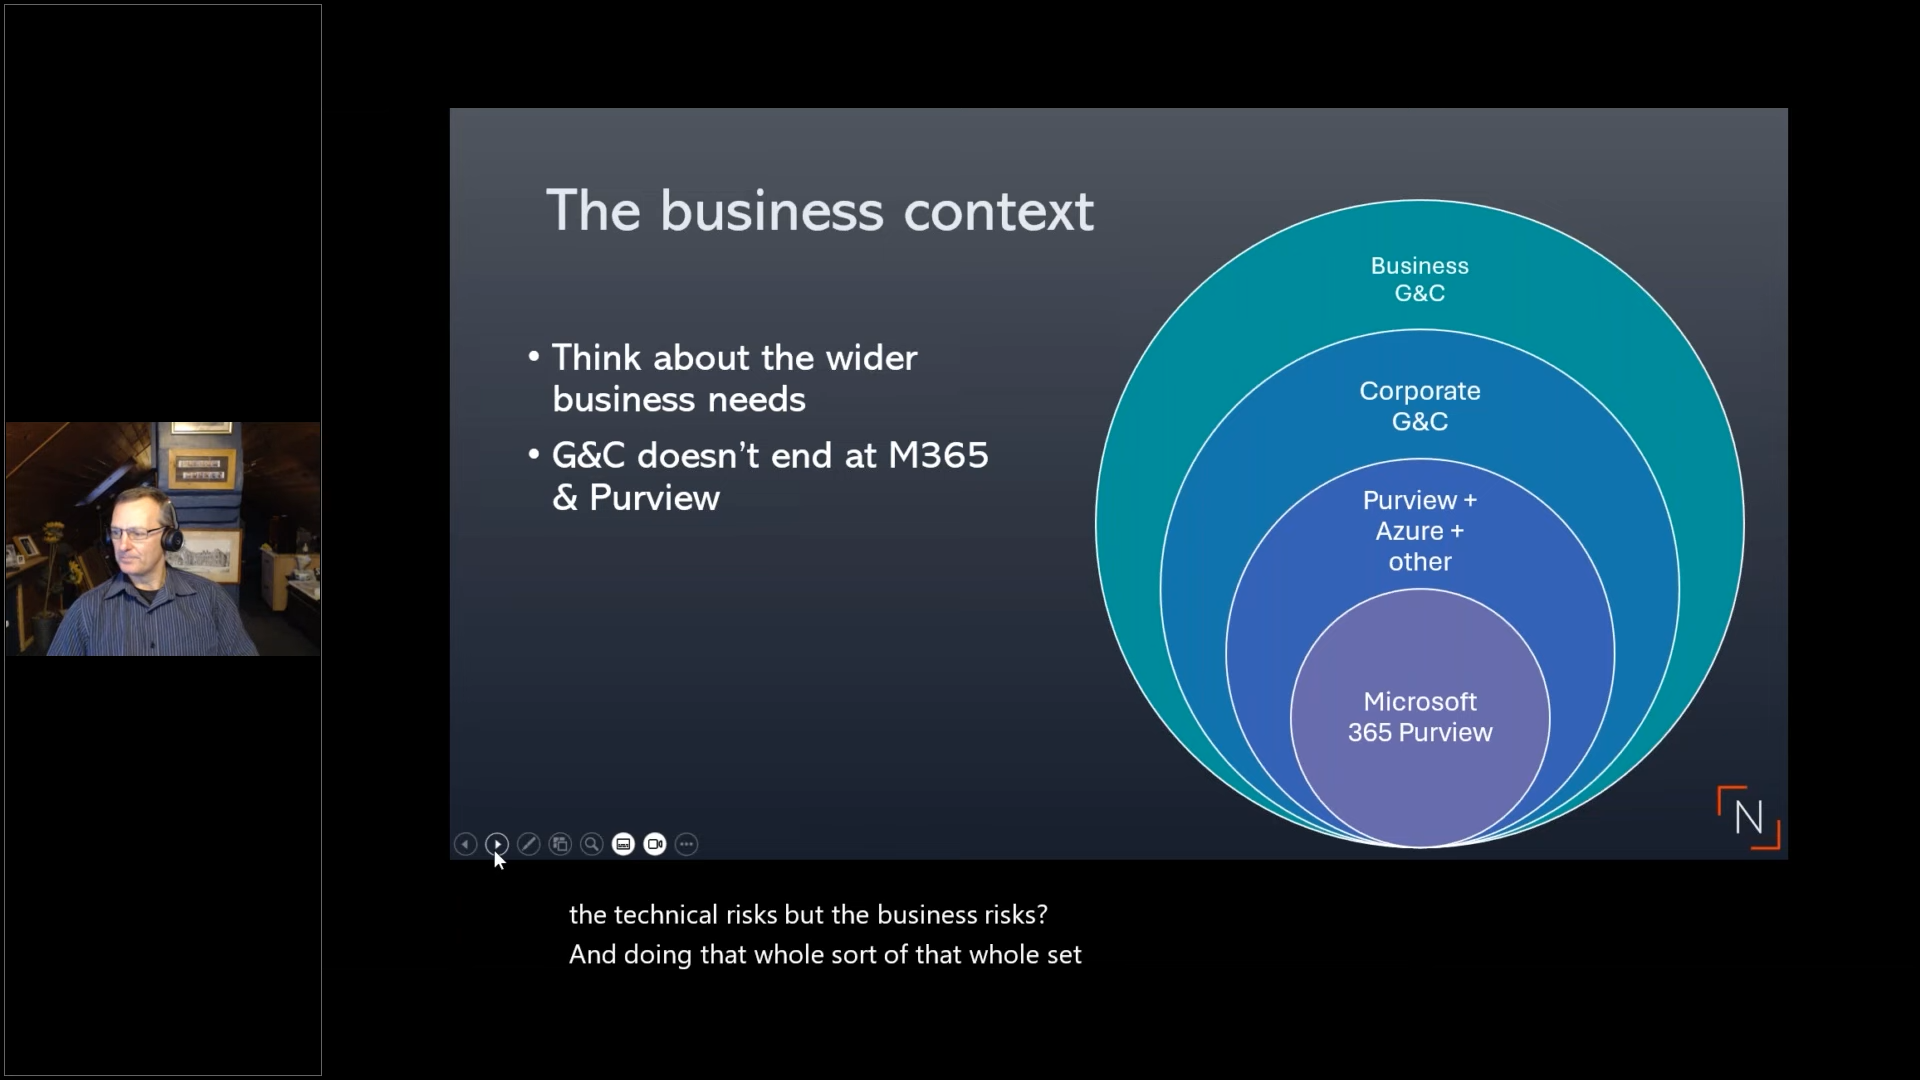 The business context
• Think about the wider
business needs
• G&C doesn’t end at M365
& Purview
Business
G&C
Corporate
G&C
Purview +
Azure +
other
Microsoft
365 Purview
N
the technical risks but the business risks?
And doing that whole sort of that whole set